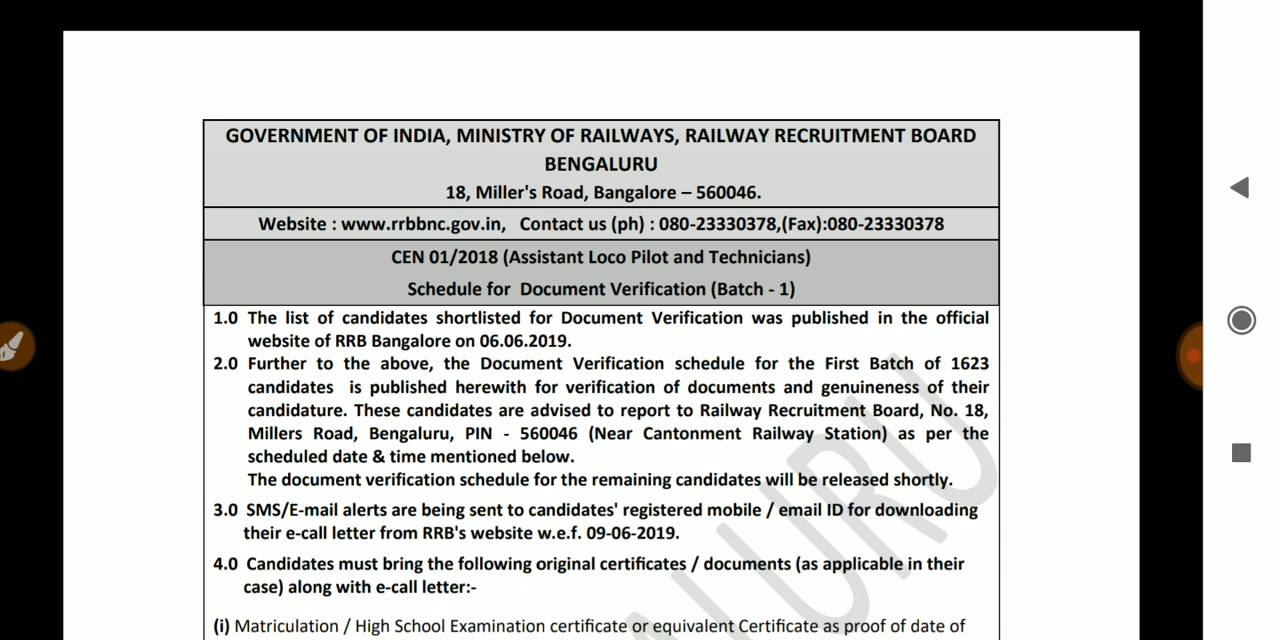 GOVERNMENT OF INDIA, MINISTRY OF RAILWAYS, RAILWAY RECRUITMENT BOARD
BENGALURU
18, Miller's Road, Bangalore – 560046.
Website : www.rrbbnc.gov.in, Contact us (ph) : 080-23330378,(Fax):080-23330378
CEN 01/2018 (Assistant Loco Pilot and Technicians)
Schedule for Document Verification (Batch - 1)
1.0 The list of candidates shortlisted for Document Verification was published in the official
website of RRB Bangalore on 06.06.2019.
2.0 Further to the above, the Document Verification schedule for the First Batch of 1623
candidates is published herewith for verification of documents and genuineness of their
candidature. These candidates are advised to report to Railway Recruitment Board, No. 18,
Millers Road, Bengaluru, PIN - 560046 (Near Cantonment Railway Station) as per the
scheduled date & time mentioned below.
The document verification schedule for the remaining candidates will be released shortly.
3.0 SMS/E-mail alerts are being sent to candidates' registered mobile / email ID for downloading
their e-call letter from RRB's website w.e.f. 09-06-2019.
4.0 Candidates must bring the following original certificates / documents (as applicable in their
case) along with e-call letter:-
(i) Matriculation / High School Examination certificate or equivalent Certificate as proof of date of